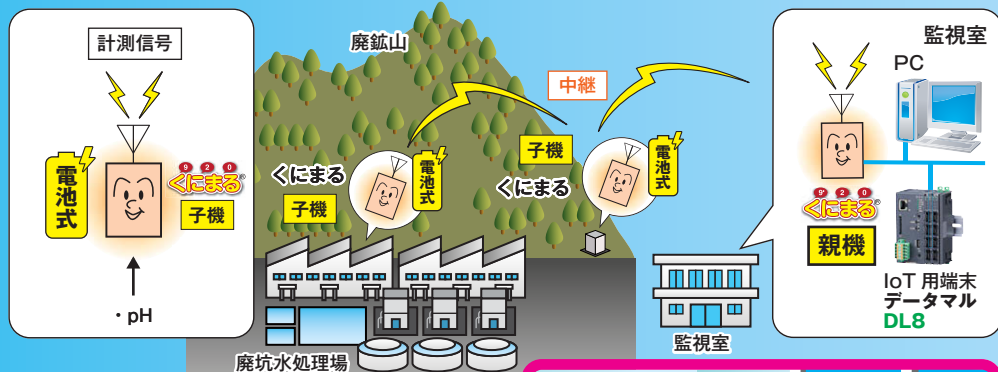 計測信号
電池式
920
くにまる®
子機
・pH
廃鉱山
中継
くにまる
子機
電池式
子機
くにまる
電池式
廃坑水処理場
監視室
監視室
PC
920
くにまる®
親機
IoT 用端末
データマル
DL8